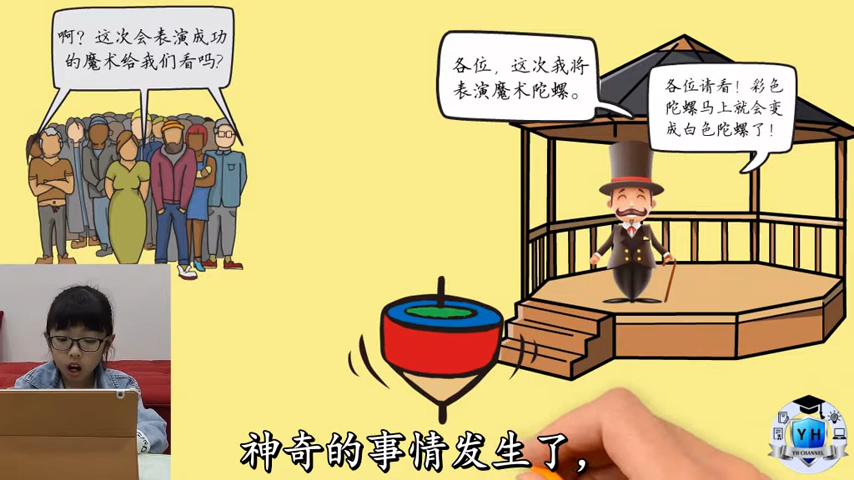 啊？这次会表演成功
的魔术给我们看吗？
各位，这次我将
表演魔术陀螺。
各位请看！彩色
陀螺马上就会变
成白色陀螺了！
神奇的事情发生了，
YH
YH CHANNEL